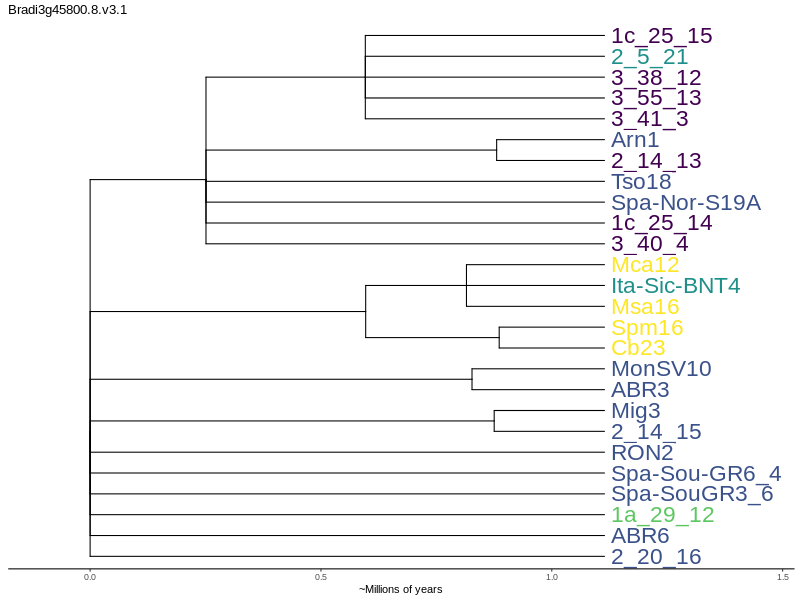 Bradi3g45800.8.v3.1
1c_25_15
2_5_21
3_38_12
3_55_13
3_41_3
Arn1
2_14_13
Tso18
Spa-Nor-S19A
1c_25_14
3_40_4
Mca12
Ita-Sic-BNT4
Msa16
Spm16
Cb23
MonSV10
ABR3
Mig3
2_14_15
RON2
Spa-Sou-GR6_4
Spa-SouGR3_6
1a_29_12
ABR6
2_20_16
0.0 0.5 1.0 1.5
~Millions of years